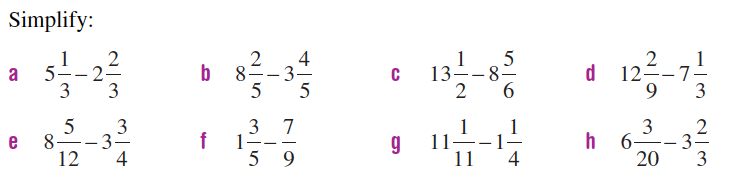 Simplify:
a 5 1/3 − 2 2/3 b 8 2/5 − 3 4/5 c 13 1/2 − 8 5/6 d 12 2/9 − 7 1/3
e 8 5/12 − 3 3/4 f 1 3/5 − 7/9 g 11 1/11 − 1 1/4 h 6 3/20 − 3 2/3